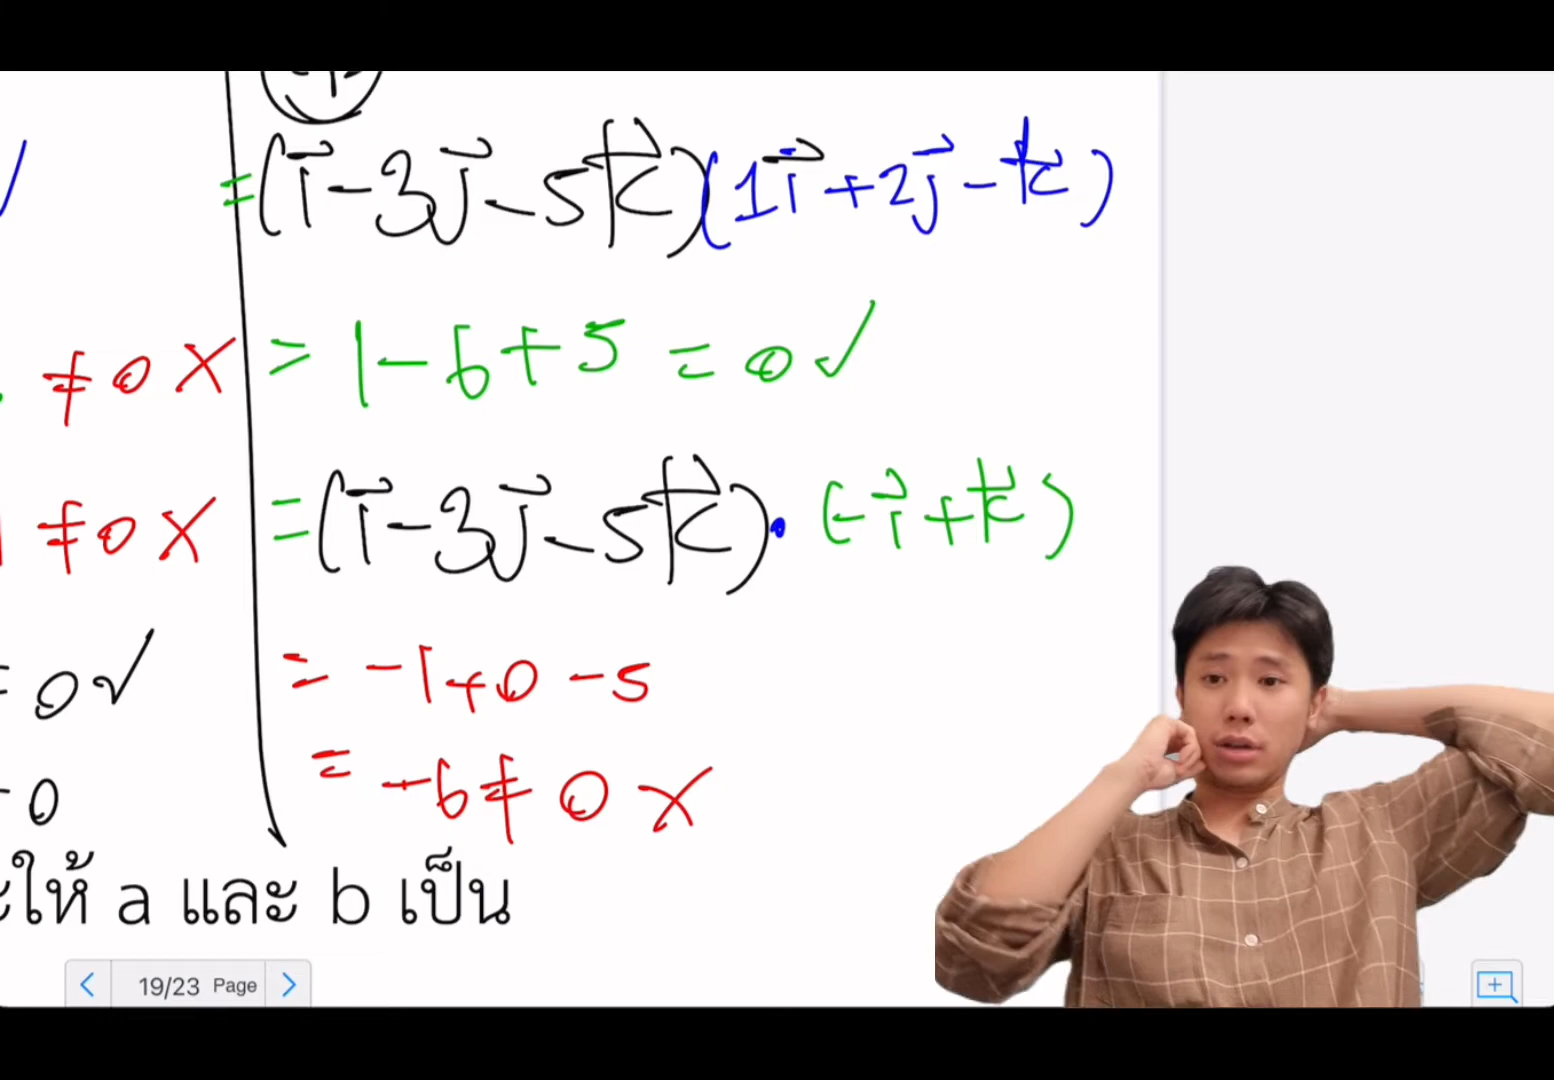 = (i⃗ - 3j⃗ - 5k⃗)(1i⃗ + 2j⃗ - k⃗)
≠ 0 ✗
= 1 - 6 + 5 = 0 ✓
≠ 0 ✗
= (i⃗ - 3j⃗ - 5k⃗) · (-i⃗ + k⃗)
= 0 ✓
= -1 + 0 - 5
0
= -6 ≠ 0 ✗
ให้ a และ b เป็น
19/23 Page